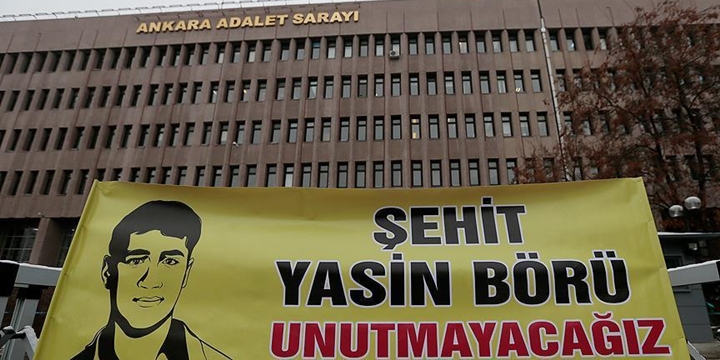 ANKARA ADALET SARAYI
ŞEHİT
YASİN BÖRÜ
UNUTMAYACAĞIZ